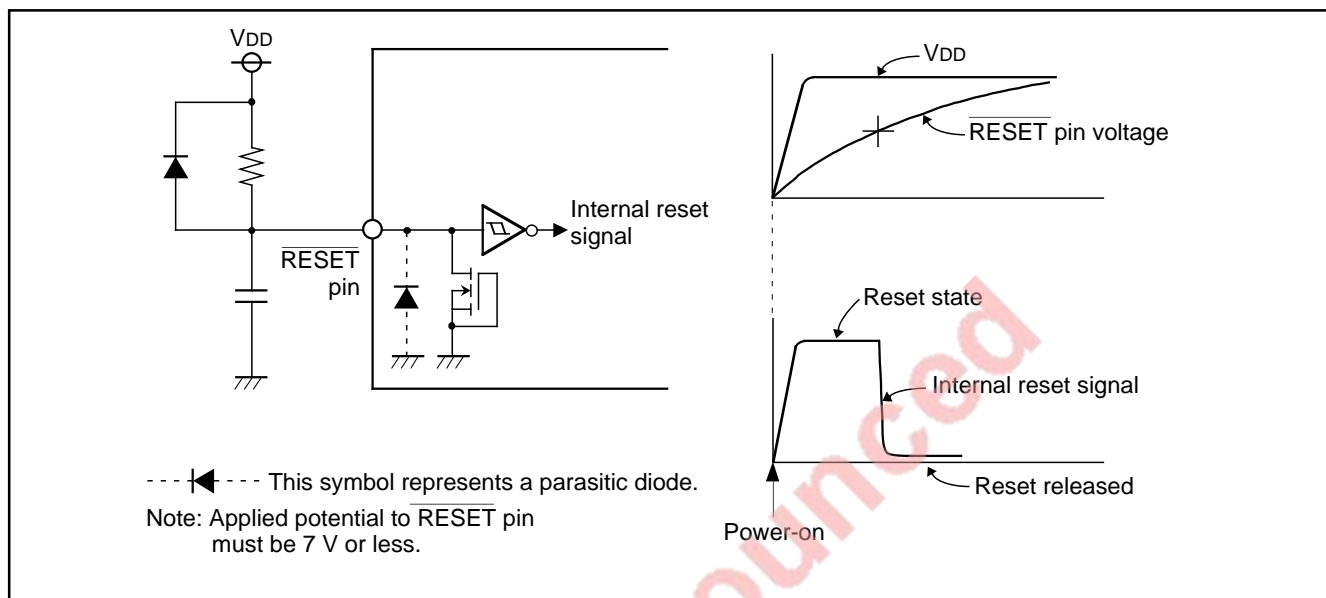 VDD
RESET
pin
Internal reset
signal
This symbol represents a parasitic diode.
Note: Applied potential to RESET pin
must be 7 V or less.
VDD
RESET pin voltage
Reset state
Internal reset signal
Reset released
Power-on
ounced